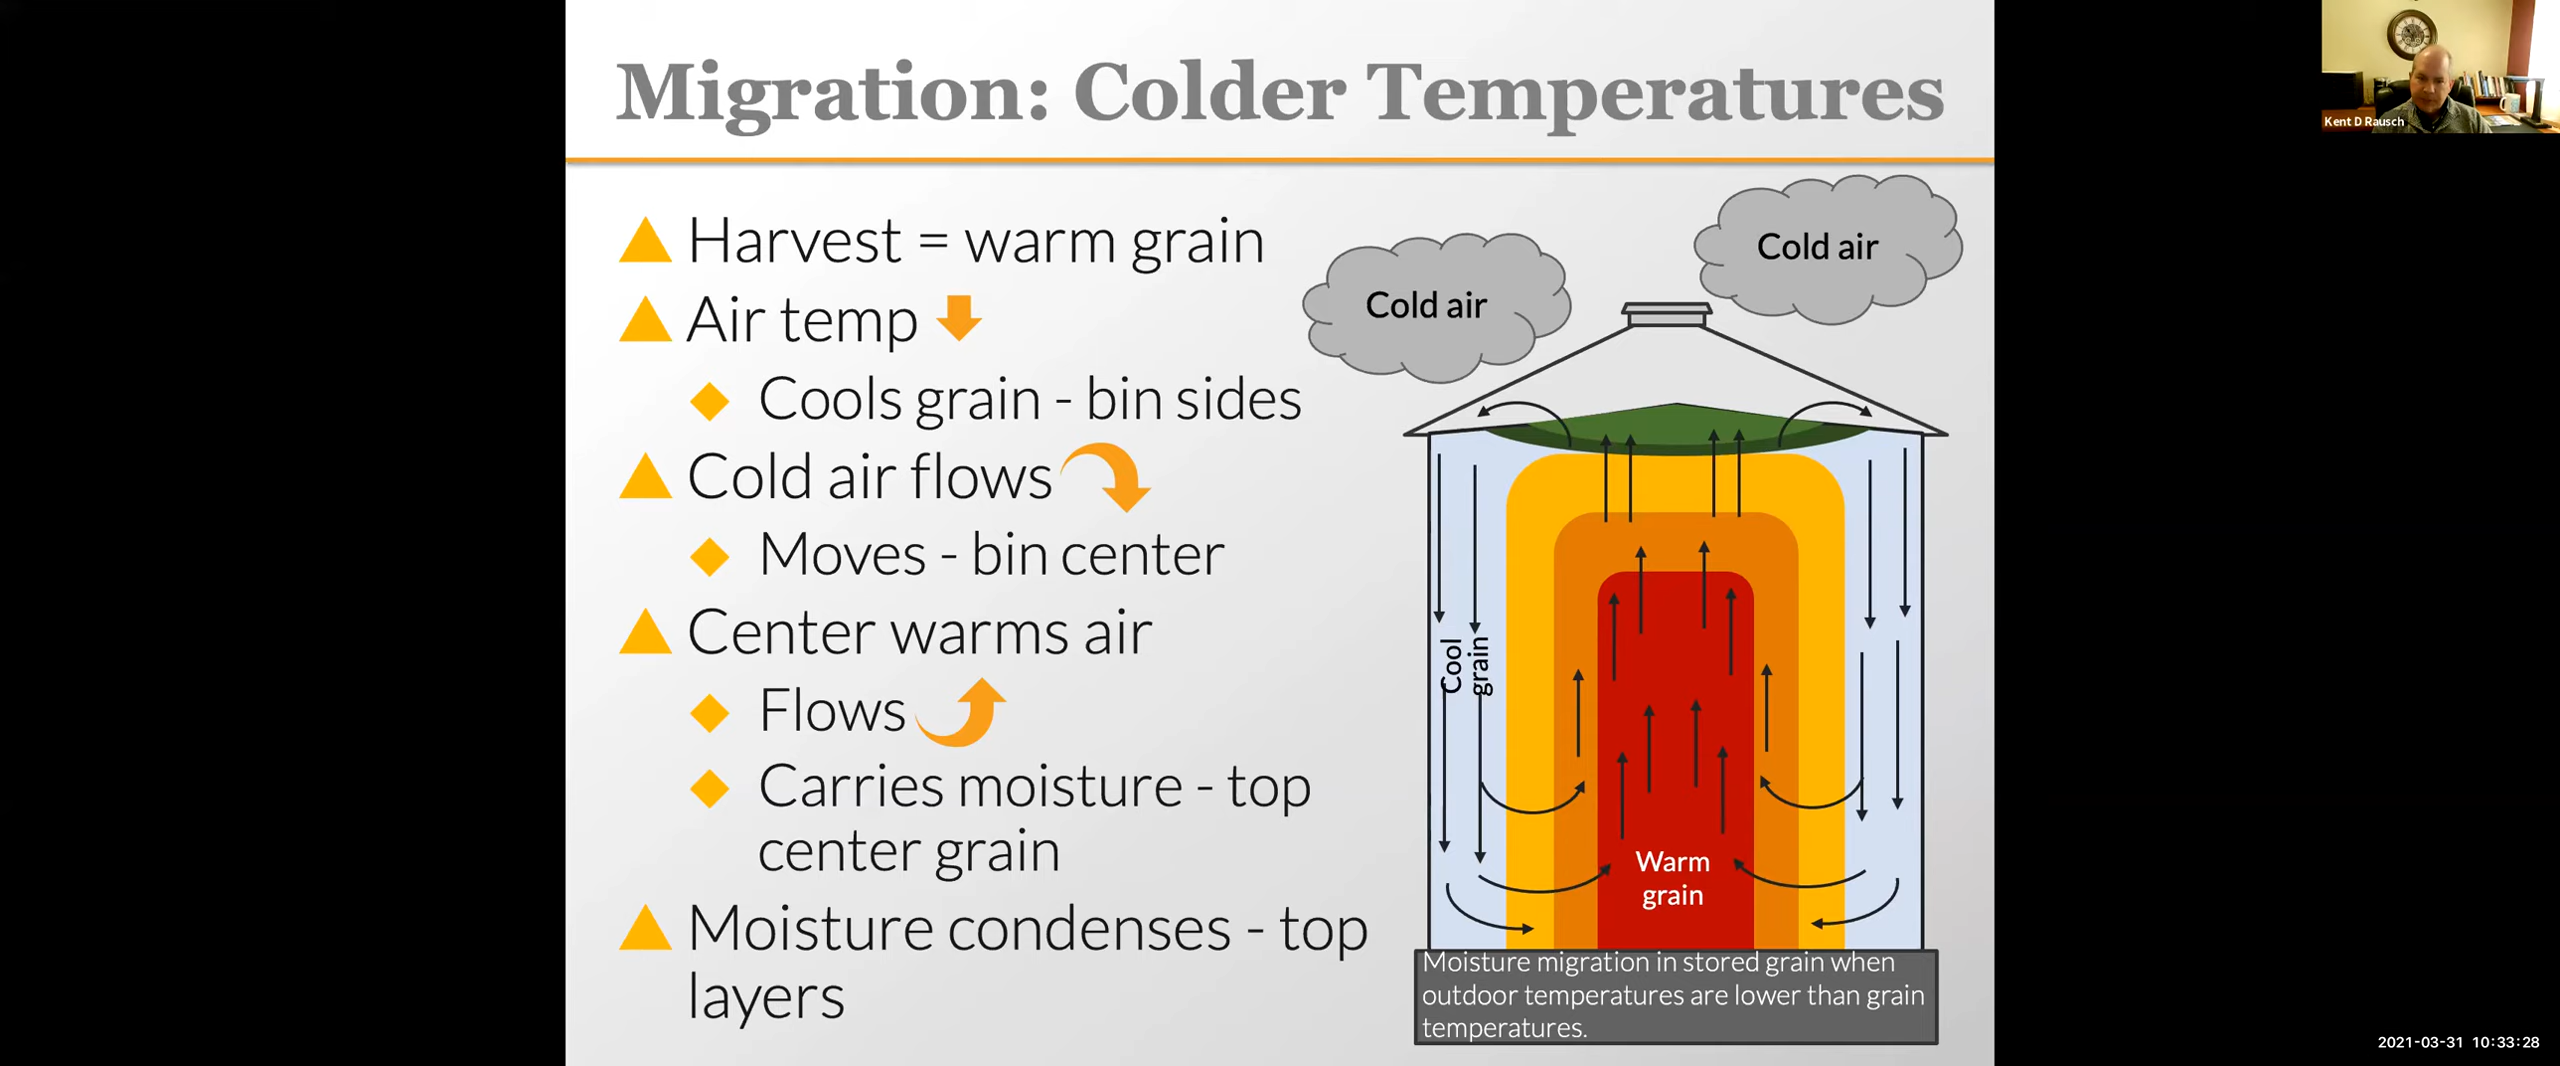 Migration: Colder Temperatures
Kent D Rausch
Harvest = warm grain
Air temp
Cools grain - bin sides
Cold air flows
Moves - bin center
Center warms air
Flows
Carries moisture - top
center grain
Moisture condenses - top
layers
Cold air
Cold air
Cool
grain
Warm
grain
Moisture migration in stored grain when
outdoor temperatures are lower than grain
temperatures.
2021-03-31 10:33:28